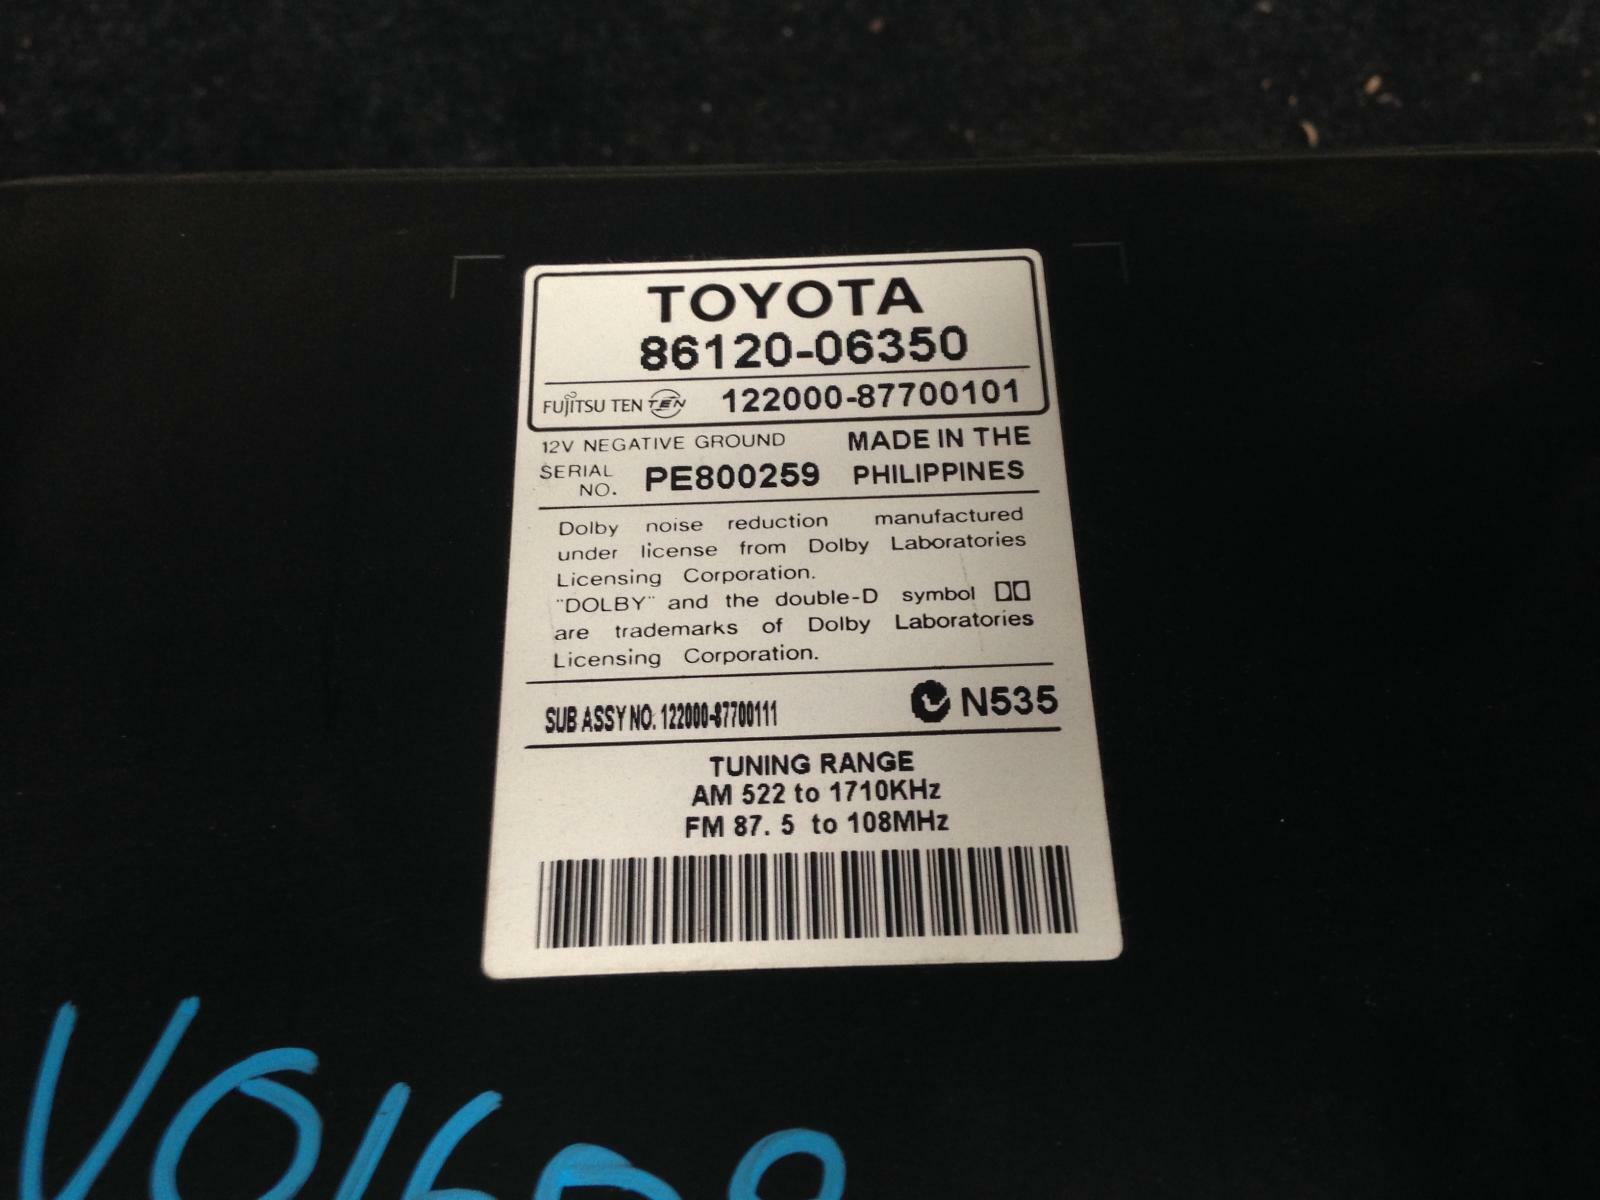 TOYOTA
86120-06350
FUJITSU TEN TEN 122000-87700101
12V NEGATIVE GROUND MADE IN THE
SERIAL NO. PE800259 PHILIPPINES
Dolby noise reduction manufactured
under license from Dolby Laboratories
Licensing Corporation.
"DOLBY" and the double-D symbol
are trademarks of Dolby Laboratories
Licensing Corporation.
SUB ASSY NO. 122000-87700111 N535
TUNING RANGE
AM 522 to 1710KHz
FM 87. 5 to 108MHz